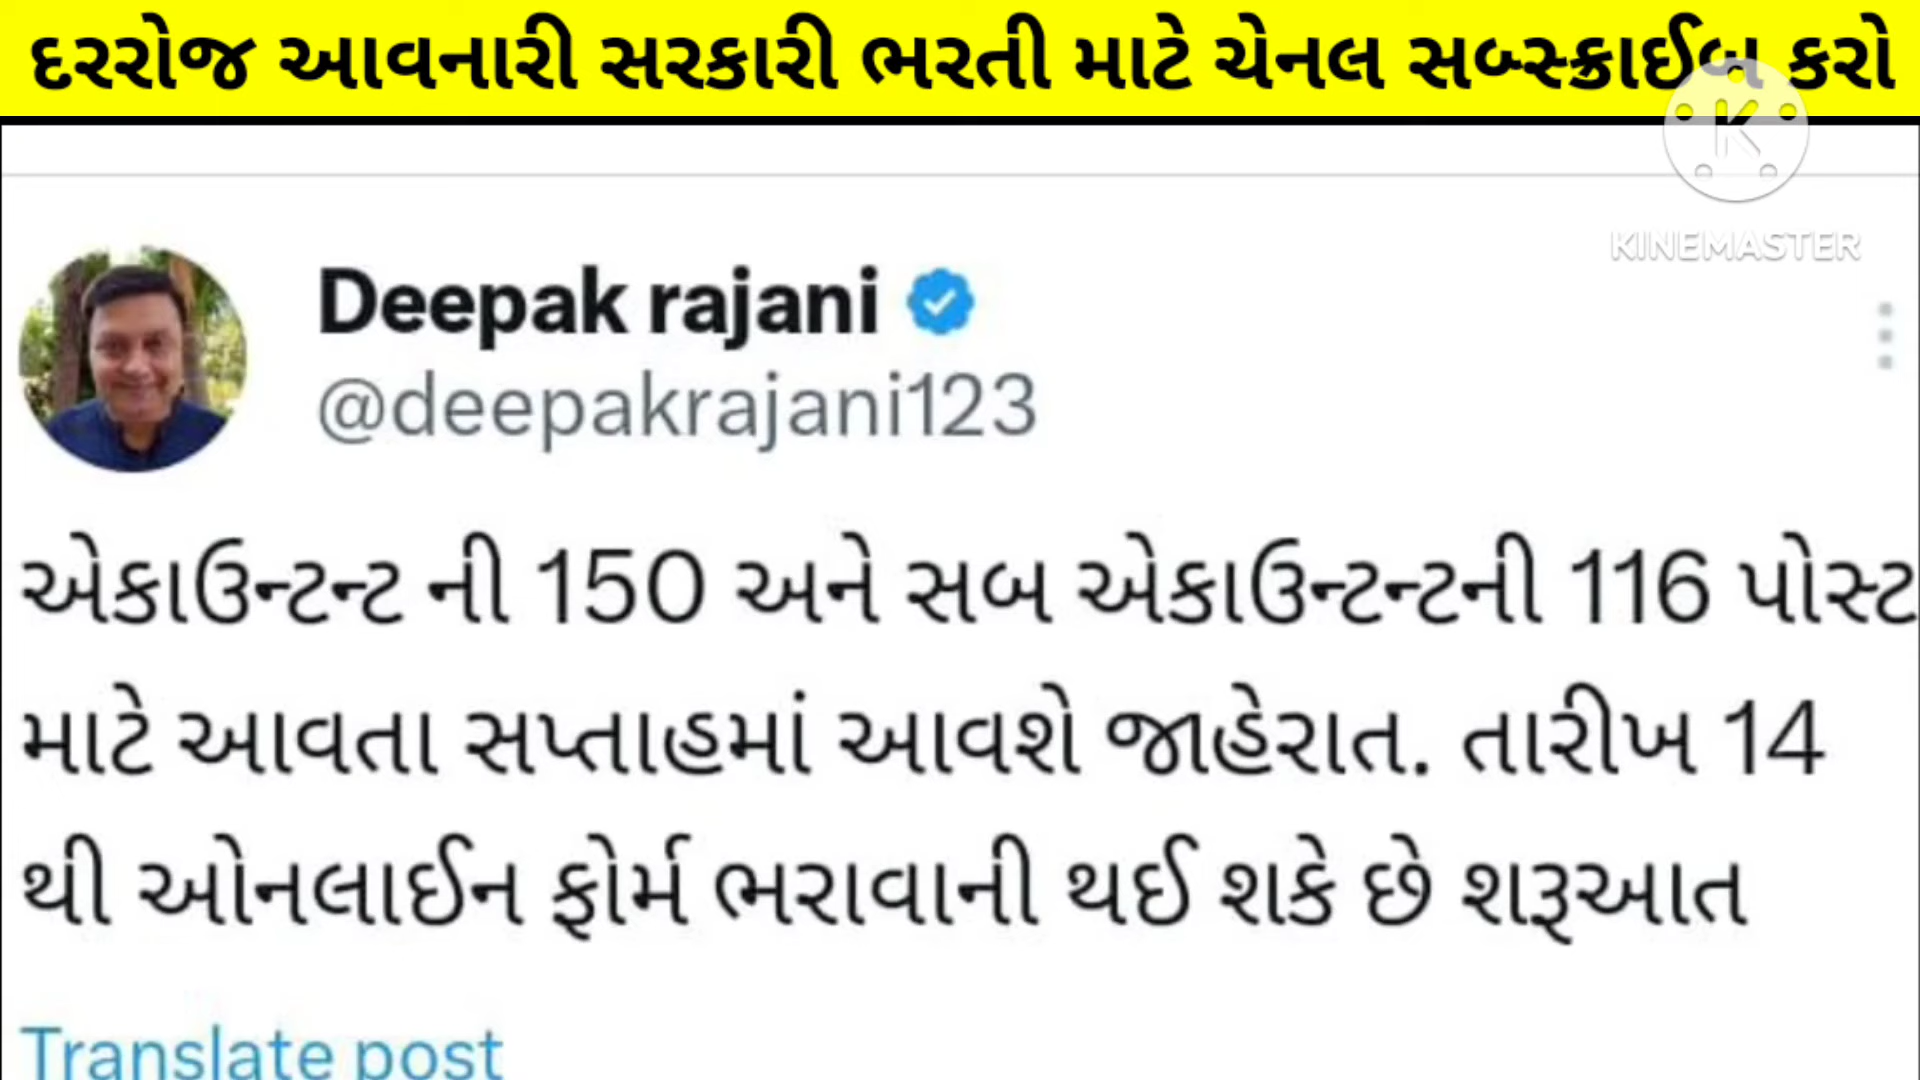 દરરોજ આવનારી સરકારી ભરતી માટે ચેનલ સબ્સ્ક્રાઈબ કરો
KINEMASTER
Deepak rajani
@deepakrajani123
એકાઉન્ટન્ટ ની 150 અને સબ એકાઉન્ટન્ટની 116 પોસ્ટ
માટે આવતા સપ્તાહમાં આવશે જાહેરાત. તારીખ 14
થી ઓનલાઈન ફોર્મ ભરાવાની થઈ શકે છે શરૂઆત
Translate post